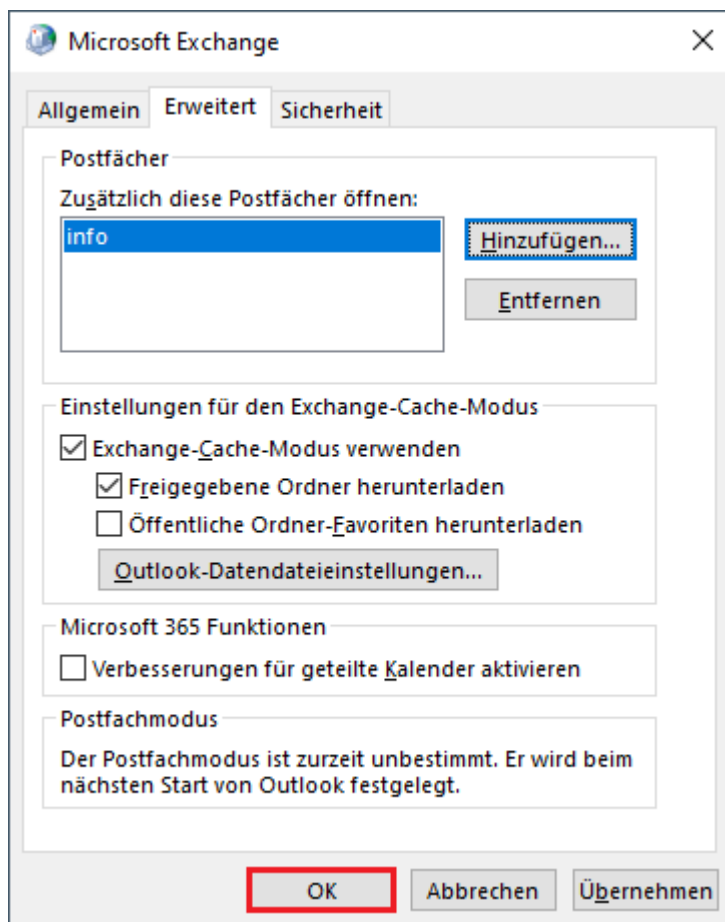 Microsoft Exchange
Allgemein Erweitert Sicherheit
Postfächer
Zusätzlich diese Postfächer öffnen:
info
Hinzufügen...
Entfernen
Einstellungen für den Exchange-Cache-Modus
Exchange-Cache-Modus verwenden
Freigegebene Ordner herunterladen
Öffentliche Ordner-Favoriten herunterladen
Outlook-Datendateieinstellungen...
Microsoft 365 Funktionen
Verbesserungen für geteilte Kalender aktivieren
Postfachmodus
Der Postfachmodus ist zurzeit unbestimmt. Er wird beim
nächsten Start von Outlook festgelegt.
OK Abbrechen Übernehmen